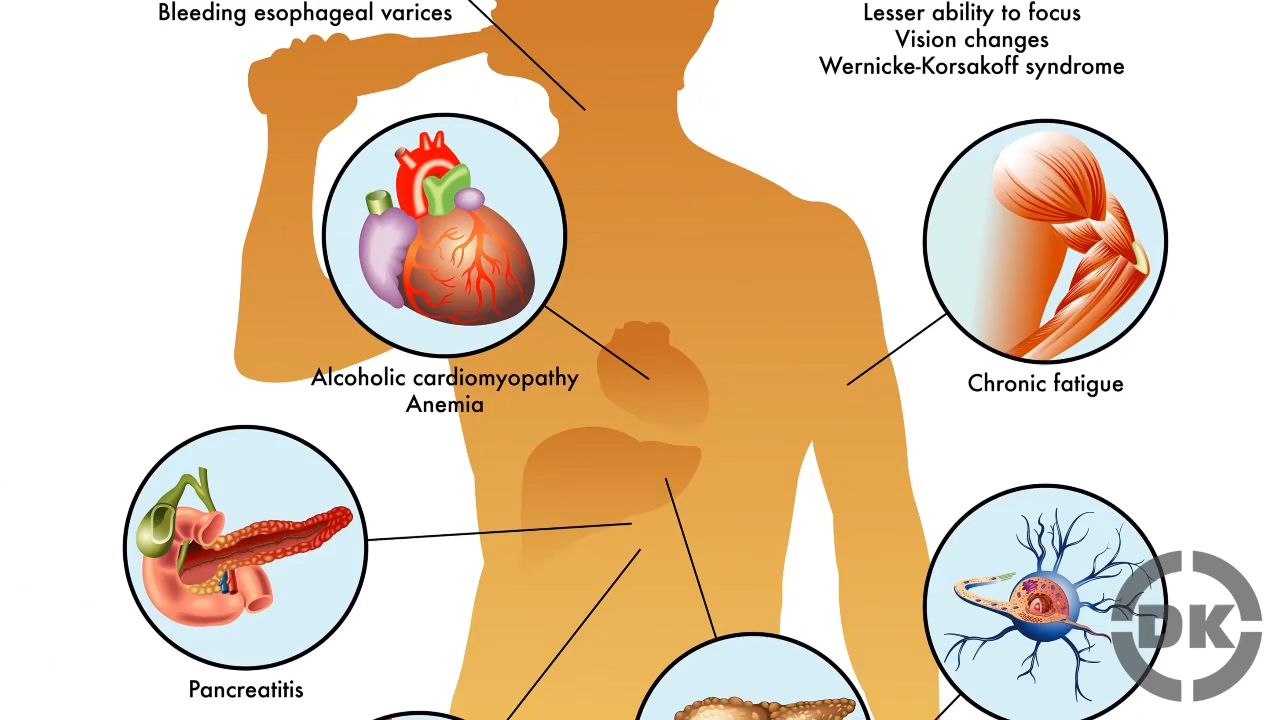 Bleeding esophageal varices
Lesser ability to focus
Vision changes
Wernicke-Korsakoff syndrome
Alcoholic cardiomyopathy
Anemia
Chronic fatigue
Pancreatitis
DK